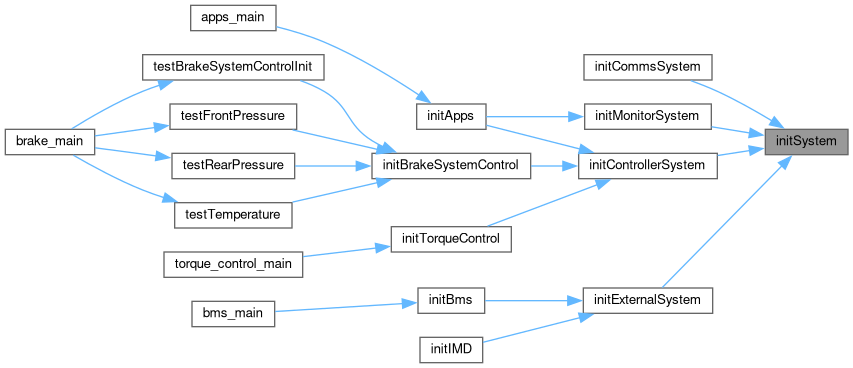 apps_main
testBrakeSystemControlInit
initCommsSystem
testFrontPressure
initApps
initMonitorSystem
brake_main
initSystem
testRearPressure
initBrakeSystemControl
initControllerSystem
testTemperature
initTorqueControl
torque_control_main
bms_main
initBms
initExternalSystem
initIMD